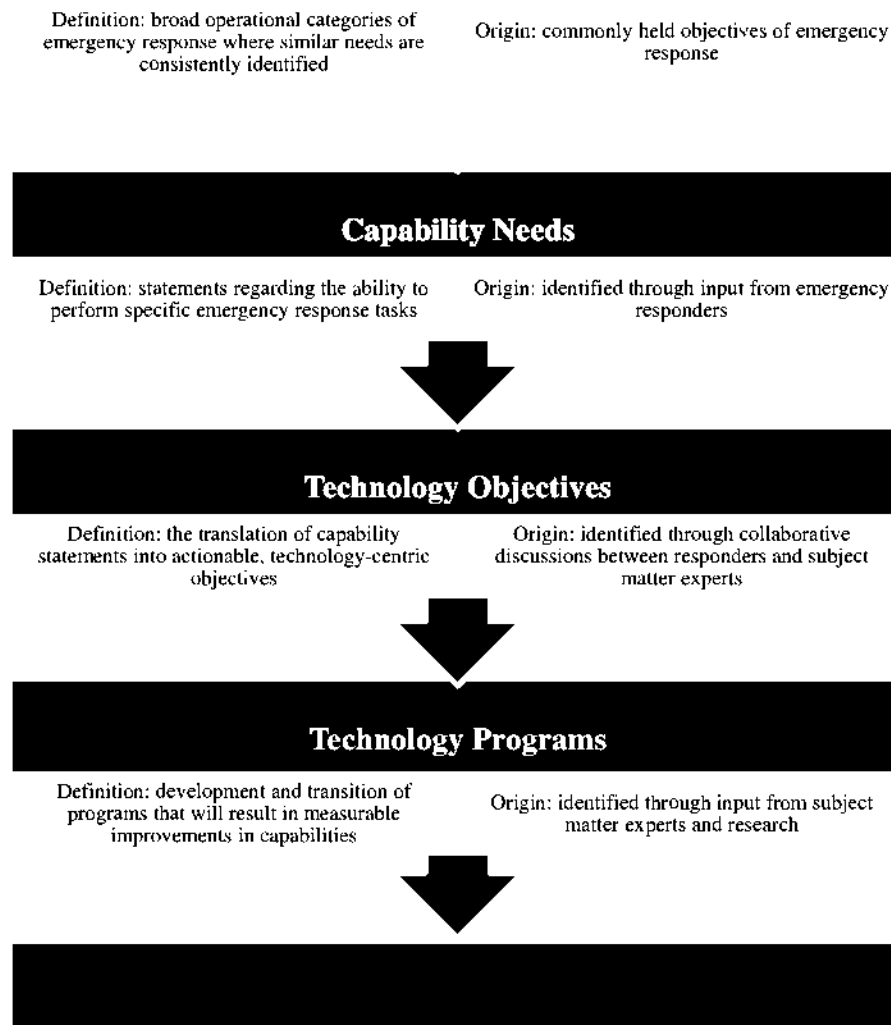 Definition: broad operational categories of
emergency response where similar needs are
consistently identified
Origin: commonly held objectives of emergency
response
Capability Needs
Definition: statements regarding the ability to
perform specific emergency response tasks
Origin: identified through input from emergency
responders
Technology Objectives
Definition: the translation of capability
statements into actionable, technology-centric
objectives
Origin: identified through collaborative
discussions between responders and subject
matter experts
Technology Programs
Definition: development and transition of
programs that will result in measurable
improvements in capabilities
Origin: identified through input from subject
matter experts and research